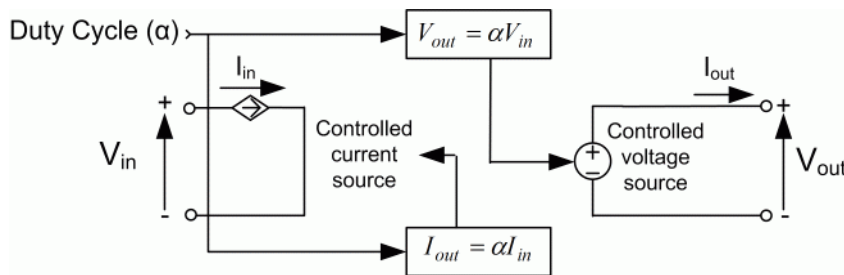 Duty Cycle (α)
V_out = αV_in
I_in
I_out
+
+
Controlled
current
source
+
-
Controlled
voltage
source
V_in
V_out
-
-
I_out = αI_in